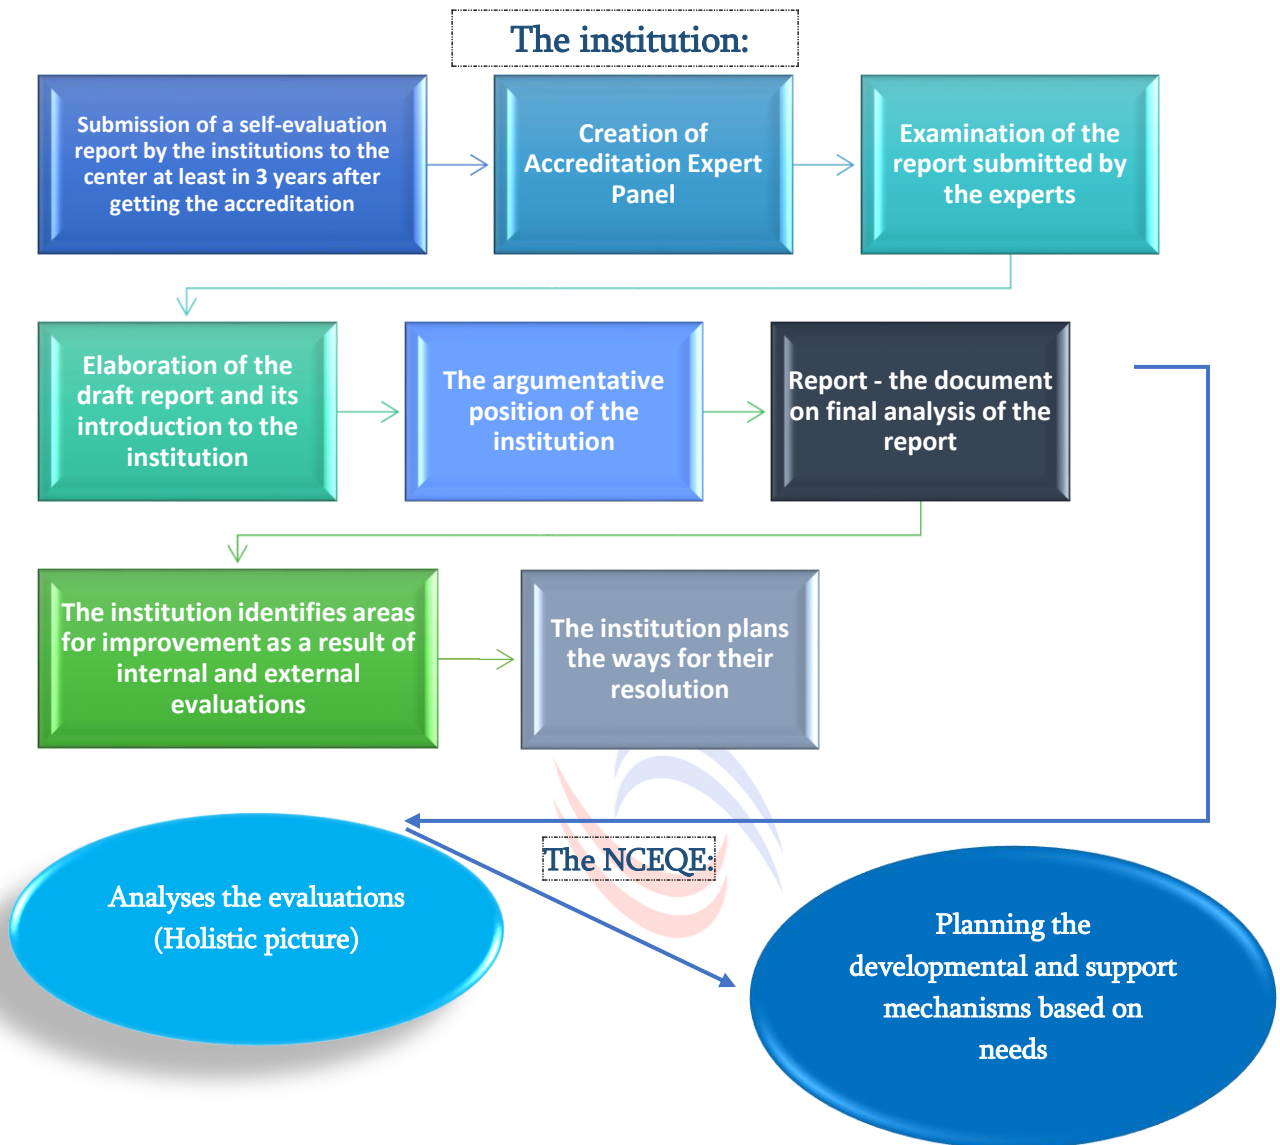 The institution:
Submission of a self-evaluation
report by the institutions to the
center at least in 3 years after
getting the accreditation
Creation of
Accreditation Expert
Panel
Examination of the
report submitted by
the experts
Elaboration of the
draft report and its
introduction to the
institution
The argumentative
position of the
institution
Report - the document
on final analysis of the
report
The institution identifies areas
for improvement as a result of
internal and external
evaluations
The institution plans
the ways for their
resolution
The NCEQE:
Analyses the evaluations
(Holistic picture)
Planning the
developmental and support
mechanisms based on
needs